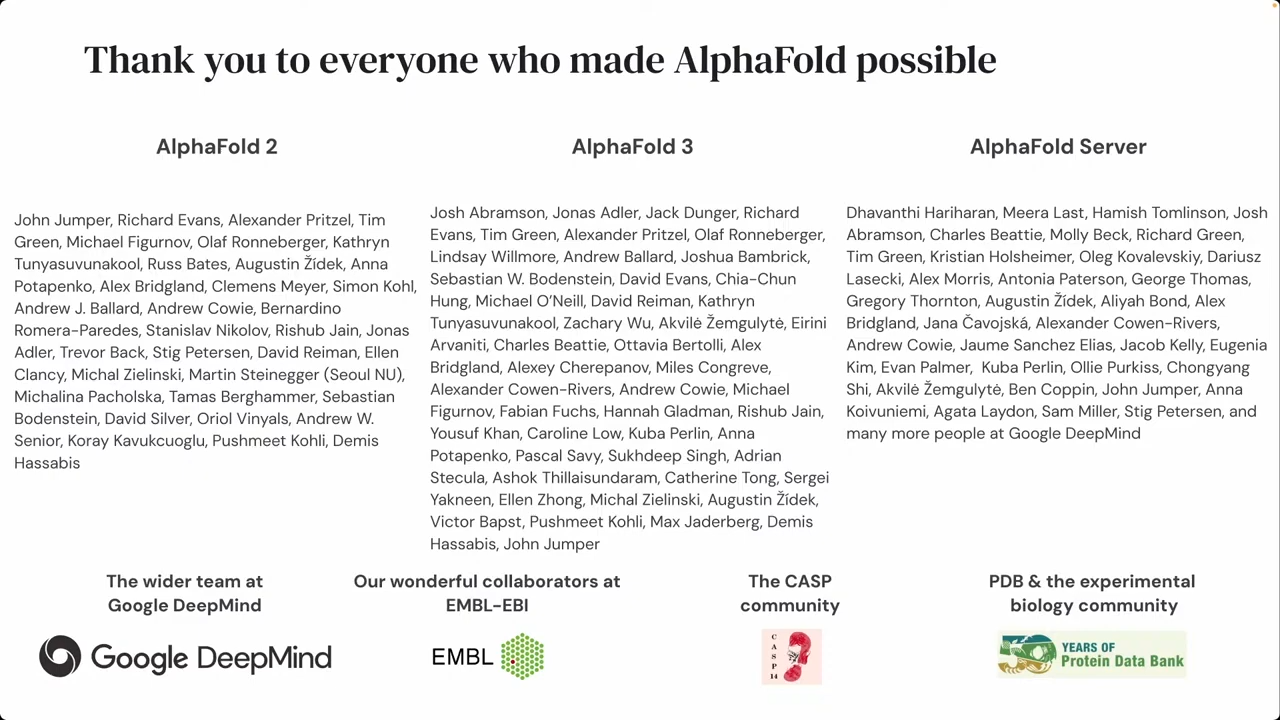 Thank you to everyone who made AlphaFold possible
AlphaFold 2
John Jumper, Richard Evans, Alexander Pritzel, Tim
Green, Michael Figurnov, Olaf Ronneberger, Kathryn
Tunyasuvunakool, Russ Bates, Augustin Žídek, Anna
Potapenko, Alex Bridgland, Clemens Meyer, Simon Kohl,
Andrew J. Ballard, Andrew Cowie, Bernardino
Romera-Paredes, Stanislav Nikolov, Rishub Jain, Jonas
Adler, Trevor Back, Stig Petersen, David Reiman, Ellen
Clancy, Michal Zielinski, Martin Steinegger (Seoul NU),
Michalina Pacholska, Tamas Berghammer, Sebastian
Bodenstein, David Silver, Oriol Vinyals, Andrew W.
Senior, Koray Kavukcuoglu, Pushmeet Kohli, Demis
Hassabis
AlphaFold 3
Josh Abramson, Jonas Adler, Jack Dunger, Richard
Evans, Tim Green, Alexander Pritzel, Olaf Ronneberger,
Lindsay Willmore, Andrew Ballard, Joshua Bambrick,
Sebastian W. Bodenstein, David Evans, Chia-Chun
Hung, Michael O’Neill, David Reiman, Kathryn
Tunyasuvunakool, Zachary Wu, Akvilė Žemgulytė, Eirini
Arvaniti, Charles Beattie, Ottavia Bertolli, Alex
Bridgland, Alexey Cherepanov, Miles Congreve,
Alexander Cowen-Rivers, Andrew Cowie, Michael
Figurnov, Fabian Fuchs, Hannah Gladman, Rishub Jain,
Yousuf Khan, Caroline Low, Kuba Perlin, Anna
Potapenko, Pascal Savy, Sukhdeep Singh, Adrian
Stecula, Ashok Thillaisundaram, Catherine Tong, Sergei
Yakneen, Ellen Zhong, Michal Zielinski, Augustin Žídek,
Victor Bapst, Pushmeet Kohli, Max Jaderberg, Demis
Hassabis, John Jumper
AlphaFold Server
Dhavanthi Hariharan, Meera Last, Hamish Tomlinson, Josh
Abramson, Charles Beattie, Molly Beck, Richard Green,
Tim Green, Kristian Holsheimer, Oleg Kovalevskiy, Dariusz
Lasecki, Alex Morris, Antonia Paterson, George Thomas,
Gregory Thornton, Augustin Žídek, Aliyah Bond, Alex
Bridgland, Jana Čavojská, Alexander Cowen-Rivers,
Andrew Cowie, Jaume Sanchez Elias, Jacob Kelly, Eugenia
Kim, Evan Palmer, Kuba Perlin, Ollie Purkiss, Chongyang
Shi, Akvilė Žemgulytė, Ben Coppin, John Jumper, Anna
Koivuniemi, Agata Laydon, Sam Miller, Stig Petersen, and
many more people at Google DeepMind
The wider team at
Google DeepMind
Google DeepMind
Our wonderful collaborators at
EMBL-EBI
EMBL
The CASP
community
CASP14
PDB & the experimental
biology community
YEARS OF
Protein Data Bank